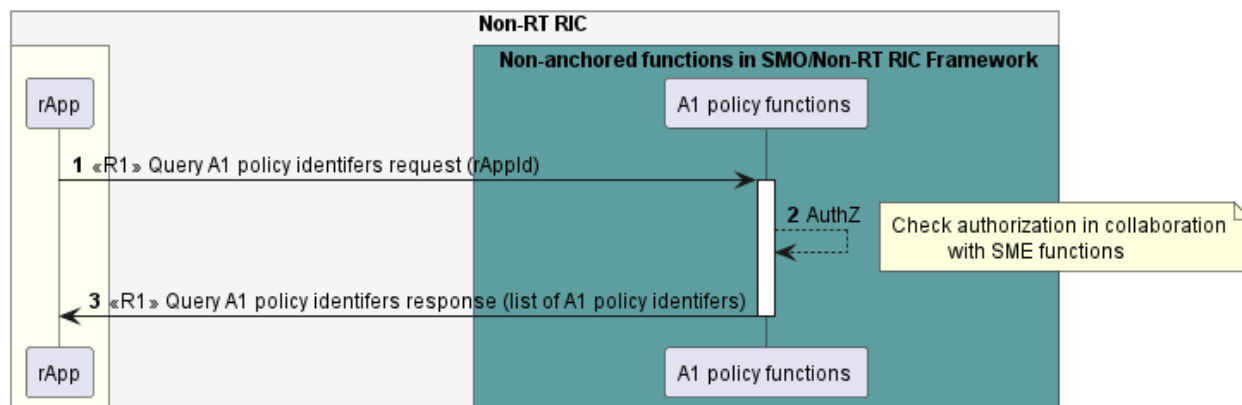 Non-RT RIC
Non-anchored functions in SMO/Non-RT RIC Framework
rApp
A1 policy functions
1 «R1» Query A1 policy identifers request (rAppId)
2 AuthZ
Check authorization in collaboration
with SME functions
3 «R1» Query A1 policy identifers response (list of A1 policy identifers)
rApp
A1 policy functions